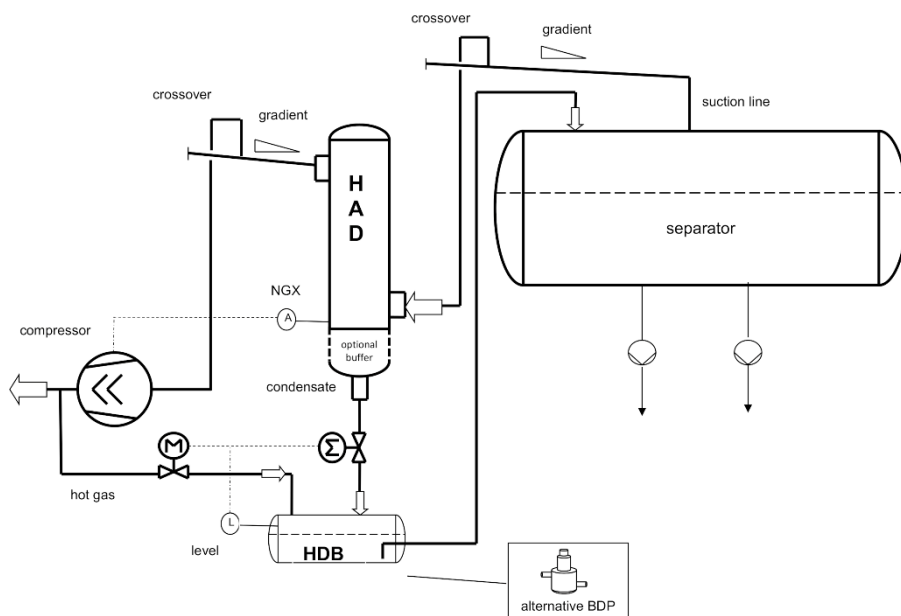 crossover
gradient
crossover
suction line
gradient
H
A
D
separator
NGX
A
compressor
optional
buffer
condensate
M
Σ
hot gas
L
level
HDB
alternative BDP